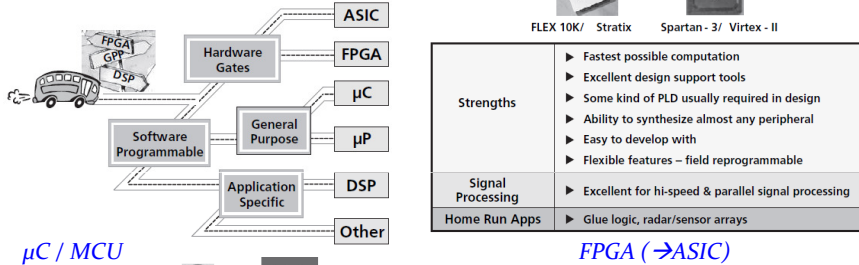 ASIC
FPGA
GPP
DSP
Hardware
Gates
FPGA
µC
General
Purpose
Software
Programmable
µP
Application
Specific
DSP
Other
µC / MCU
FLEX 10K/ Stratix
Spartan - 3/ Virtex - II
Strengths
▶ Fastest possible computation
▶ Excellent design support tools
▶ Some kind of PLD usually required in design
▶ Ability to synthesize almost any peripheral
▶ Easy to develop with
▶ Flexible features – field reprogrammable
Signal
Processing
▶ Excellent for hi-speed & parallel signal processing
Home Run Apps
▶ Glue logic, radar/sensor arrays
FPGA (→ASIC)